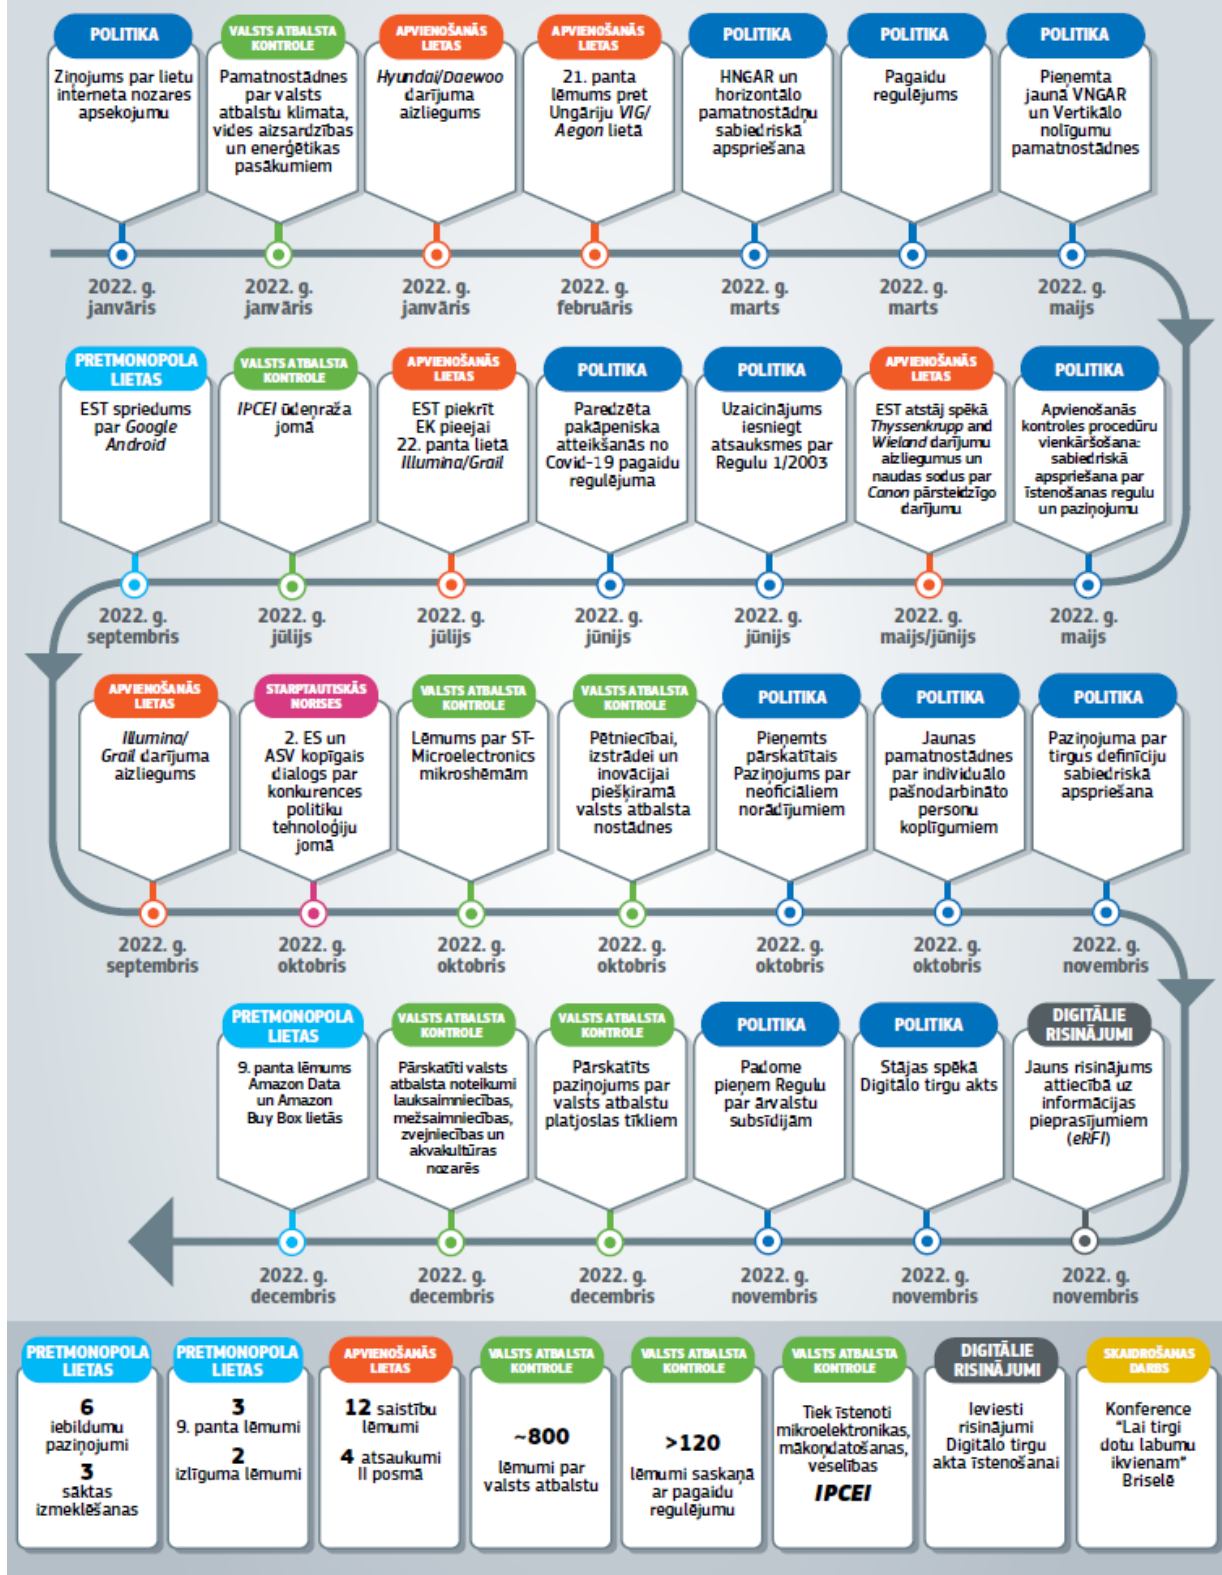 POLITIKA
Ziņojums par lietu
interneta nozares
apsekojumu
2022. g.
janvāris
VALSTS ATBALSTA
KONTROLE
Pamatnostādnes
par valsts
atbalstu klimata,
vides aizsardzības
un enerģētikas
pasākumiem
2022. g.
janvāris
APVIENOŠANĀS
LIETAS
Hyundai/Daewoo
darījuma
aizliegums
2022. g.
janvāris
APVIENOŠANĀS
LIETAS
21. panta
lēmums pret
Ungāriju VIG/
Aegon lietā
2022. g.
februāris
POLITIKA
HNGAR un
horizontālo
pamatnostādņu
sabiedriskā
apspriešana
2022. g.
marts
POLITIKA
Pagaidu
regulējums
2022. g.
marts
POLITIKA
Pieņemta
jaunā VNGAR
un Vertikālo
nolīgumu
pamatnostādnes
2022. g.
maijs
PRETMONOPOLA
LIETAS
EST spriedums
par Google
Android
2022. g.
septembris
VALSTS ATBALSTA
KONTROLE
IPCEI ūdeņraža
jomā
2022. g.
jūlijs
APVIENOŠANĀS
LIETAS
EST piekrīt
EK pieejai
22. panta lietā
Illumina/Grail
2022. g.
jūlijs
POLITIKA
Paredzēta
pakāpeniska
atteikšanās no
Covid-19 pagaidu
regulējuma
2022. g.
jūnijs
POLITIKA
Uzaicinājums
iesniegt
atsauksmes par
Regulu 1/2003
2022. g.
jūnijs
APVIENOŠANĀS
LIETAS
EST atstāj spēkā
Thyssenkrupp and
Wieland darījumu
aizliegumus un
naudas sodus par
Canon pārsteidzīgo
darījumu
2022. g.
maijs/jūnijs
POLITIKA
Apvienošanās
kontroles procedūru
vienkāršošana:
sabiedriskā
apspriešana par
īstenošanas regulu
un paziņojumu
2022. g.
maijs
APVIENOŠANĀS
LIETAS
Illumina/
Grail darījuma
aizliegums
2022. g.
septembris
STARPTAUTISKĀS
NORISES
2. ES un
ASV kopīgais
dialogs par
konkurences
politiku
tehnoloģiju
jomā
2022. g.
oktobris
VALSTS ATBALSTA
KONTROLE
Lēmums par ST-
Microelectronics
mikroshēmām
2022. g.
oktobris
VALSTS ATBALSTA
KONTROLE
Pētniecībai,
izstrādei un
inovācijai
piešķiramā
valsts atbalsta
nostādnes
2022. g.
oktobris
POLITIKA
Pieņemts
pārskatītais
Paziņojums par
neoficiāliem
norādījumiem
2022. g.
oktobris
POLITIKA
Jaunas
pamatnostādnes
par individuālo
pašnodarbināto
personu
koplīgumiem
2022. g.
oktobris
POLITIKA
Paziņojuma par
tirgus definīciju
sabiedriskā
apspriešana
2022. g.
novembris
PRETMONOPOLA
LIETAS
9. panta lēmums
Amazon Data
un Amazon
Buy Box lietās
2022. g.
decembris
VALSTS ATBALSTA
KONTROLE
Pārskatīti valsts
atbalsta noteikumi
lauksaimniecības,
mežsaimniecības,
zvejniecības un
akvakultūras
nozarēs
2022. g.
decembris
VALSTS ATBALSTA
KONTROLE
Pārskatīts
paziņojums par
valsts atbalstu
platjoslas tīkliem
2022. g.
decembris
POLITIKA
Padome
pieņem Regulu
par ārvalstu
subsīdijām
2022. g.
novembris
POLITIKA
Stājas spēkā
Digitālo tirgu akts
2022. g.
novembris
DIGITĀLIE
RISINĀJUMI
Jauns risinājums
attiecībā uz
informācijas
pieprasījumiem
(eRFI)
2022. g.
novembris
PRETMONOPOLA
LIETAS
6
iebildumu
paziņojumi
3
sāktas
izmeklēšanas
PRETMONOPOLA
LIETAS
3
9. panta lēmumi
2
izlīguma lēmumi
APVIENOŠANĀS
LIETAS
12 saistību
lēmumi
4 atsaukumi
II posmā
VALSTS ATBALSTA
KONTROLE
~800
lēmumi par
valsts atbalstu
VALSTS ATBALSTA
KONTROLE
>120
lēmumi saskaņā
ar pagaidu
regulējumu
VALSTS ATBALSTA
KONTROLE
Tiek īstenoti
mikroelektronikas,
mākoņdatošanas,
veselības
IPCEI
DIGITĀLIE
RISINĀJUMI
Ieviesti
risinājumi
Digitālo tirgu
akta īstenošanai
SKAIDROŠANAS
DARBS
Konference
"Lai tirgi
dotu labumu
ikvienam"
Briselē